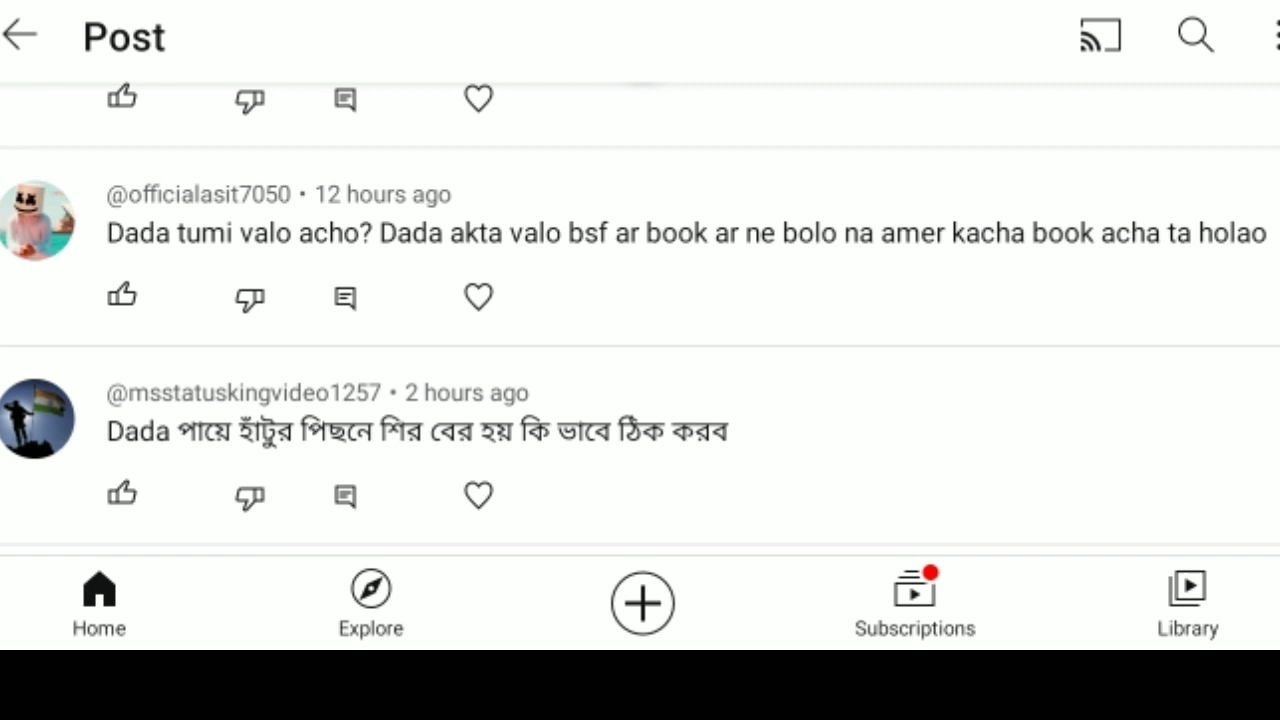 Post
@officialasit7050 • 12 hours ago
Dada tumi valo acho? Dada akta valo bsf ar book ar ne bolo na amer kacha book acha ta holao
@msstatuskingvideo1257 • 2 hours ago
Dada পায়ে হাঁটুর পিছনে শির বের হয় কি ভাবে ঠিক করব
Home
Explore
Subscriptions
Library